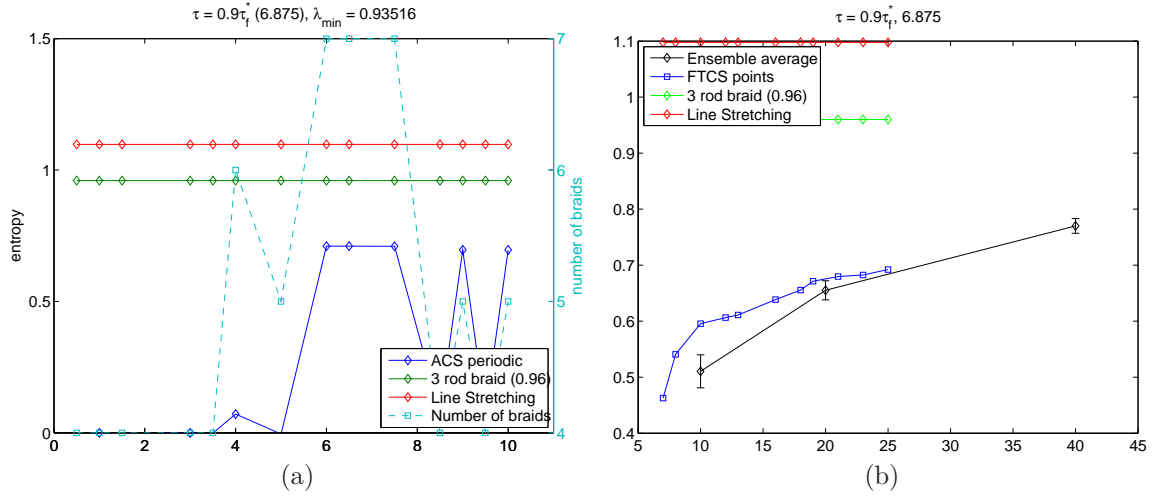 τ = 0.9τ*f (6.875), λmin = 0.93516
1.5
1
0.5
0
entropy
7
6
5
4
number of braids
0 2 4 6 8 10
ACS periodic
3 rod braid (0.96)
Line Stretching
Number of braids
(a)
τ = 0.9τ*f, 6.875
1.1
1
0.9
0.8
0.7
0.6
0.5
0.4
5 10 15 20 25 30 35 40 45
Ensemble average
FTCS points
3 rod braid (0.96)
Line Stretching
(b)